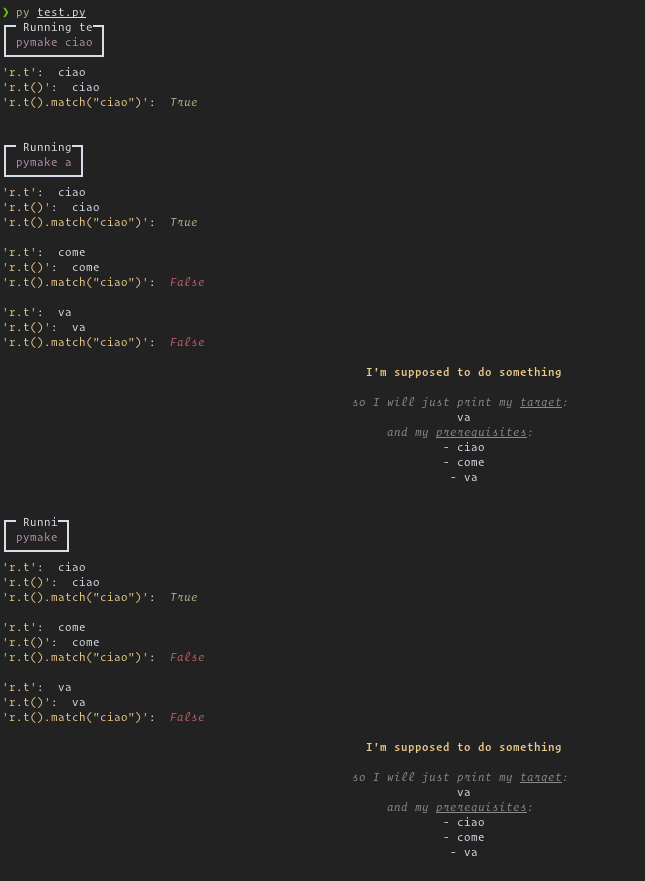 ❯ py test.py
Running te
pymake ciao
'r.t':  ciao
'r.t()':  ciao
'r.t().match("ciao")':  True
Running
pymake a
'r.t':  ciao
'r.t()':  ciao
'r.t().match("ciao")':  True
'r.t':  come
'r.t()':  come
'r.t().match("ciao")':  False
'r.t':  va
'r.t()':  va
'r.t().match("ciao")':  False
I'm supposed to do something
so I will just print my target:
va
and my prerequisites:
- ciao
- come
- va
Runni
pymake
'r.t':  ciao
'r.t()':  ciao
'r.t().match("ciao")':  True
'r.t':  come
'r.t()':  come
'r.t().match("ciao")':  False
'r.t':  va
'r.t()':  va
'r.t().match("ciao")':  False
I'm supposed to do something
so I will just print my target:
va
and my prerequisites:
- ciao
- come
- va